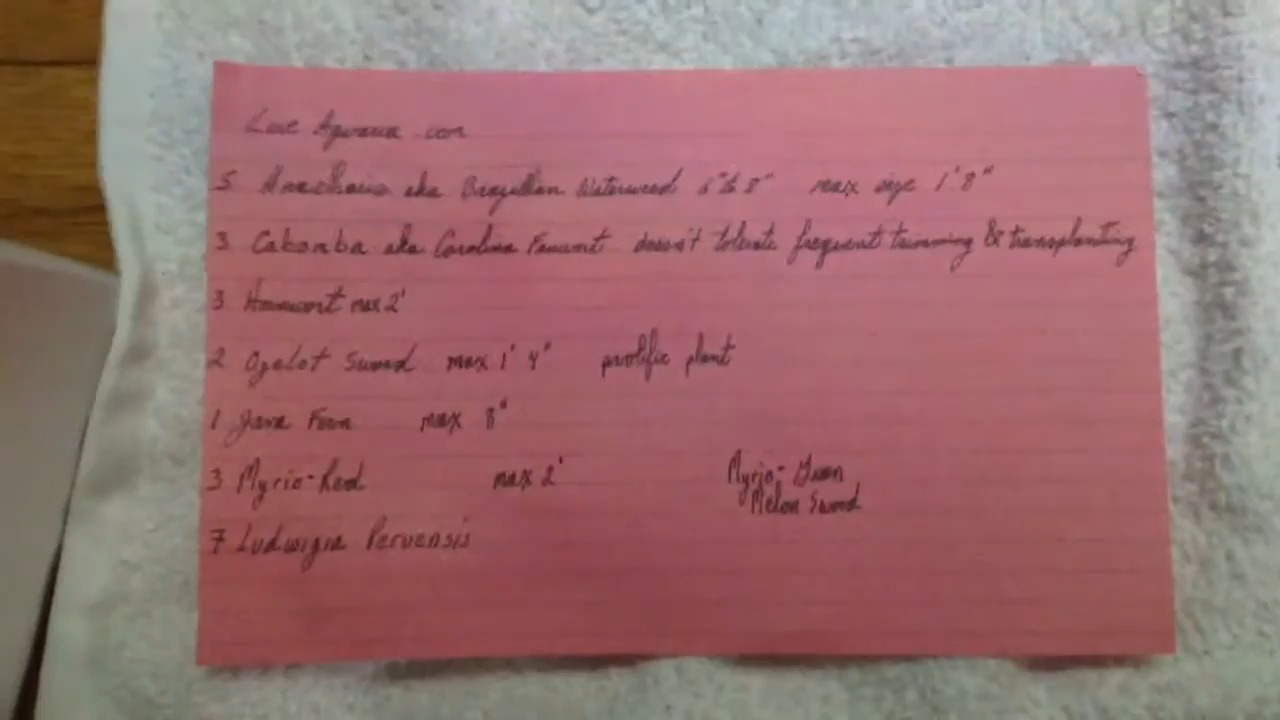 Live Aquaria .com
5 Anacharis aka Brazillian Waterweed 6" to 8" max size 1' 8"
3 Cabomba aka Carolina Fanwort doesn't tolerate frequent trimming & transplanting
3 Hornwort max 2'
2 Ozelot Sword max 1' 4" prolific plant
1 Java Fern max 8"
3 Myrio-Red max 2' Myrio-Green
Melon Sword
7 Ludwigia Peruensis